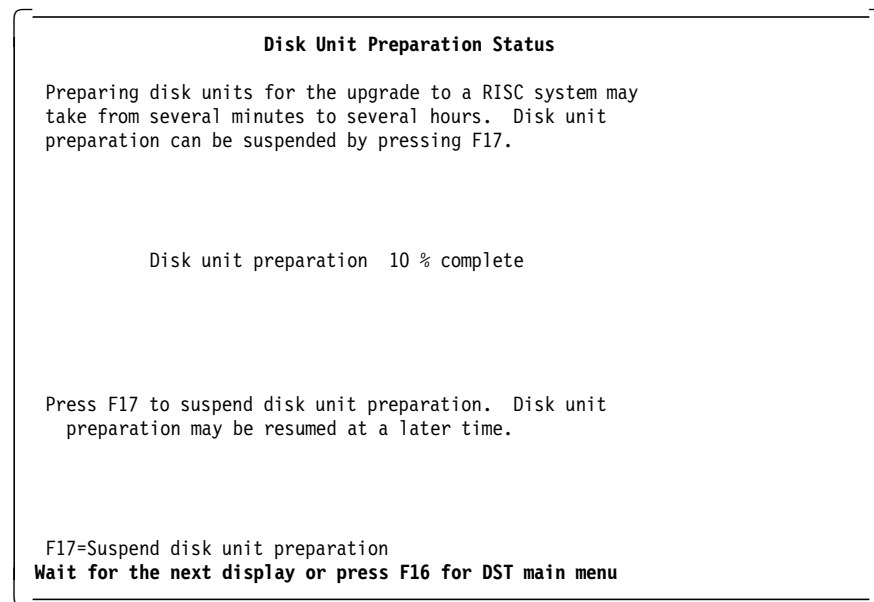 Disk Unit Preparation Status
Preparing disk units for the upgrade to a RISC system may
take from several minutes to several hours. Disk unit
preparation can be suspended by pressing F17.
Disk unit preparation 10 % complete
Press F17 to suspend disk unit preparation. Disk unit
preparation may be resumed at a later time.
F17=Suspend disk unit preparation
Wait for the next display or press F16 for DST main menu